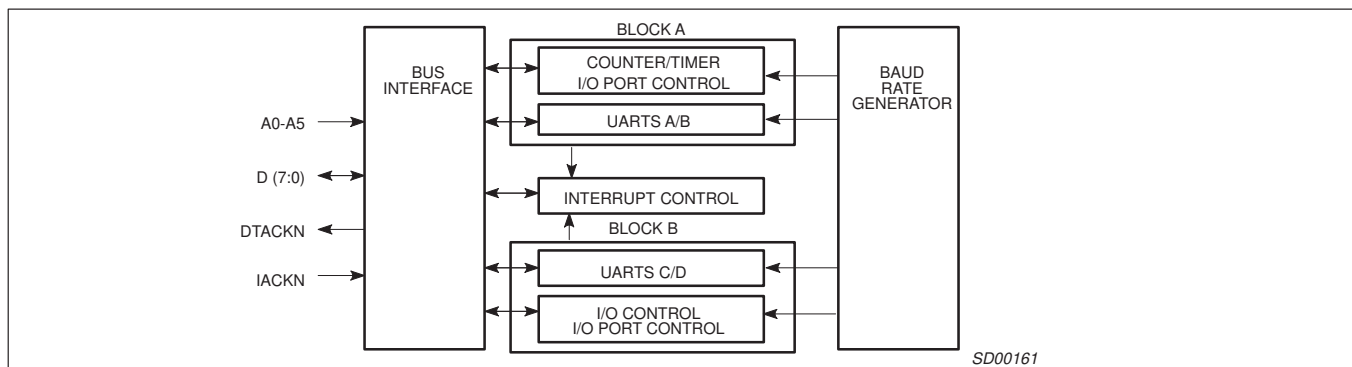 BLOCK A
BUS
INTERFACE
COUNTER/TIMER
I/O PORT CONTROL
BAUD
RATE
GENERATOR
A0-A5
UARTS A/B
D (7:0)
INTERRUPT CONTROL
DTACKN
BLOCK B
IACKN
UARTS C/D
I/O CONTROL
I/O PORT CONTROL
SD00161